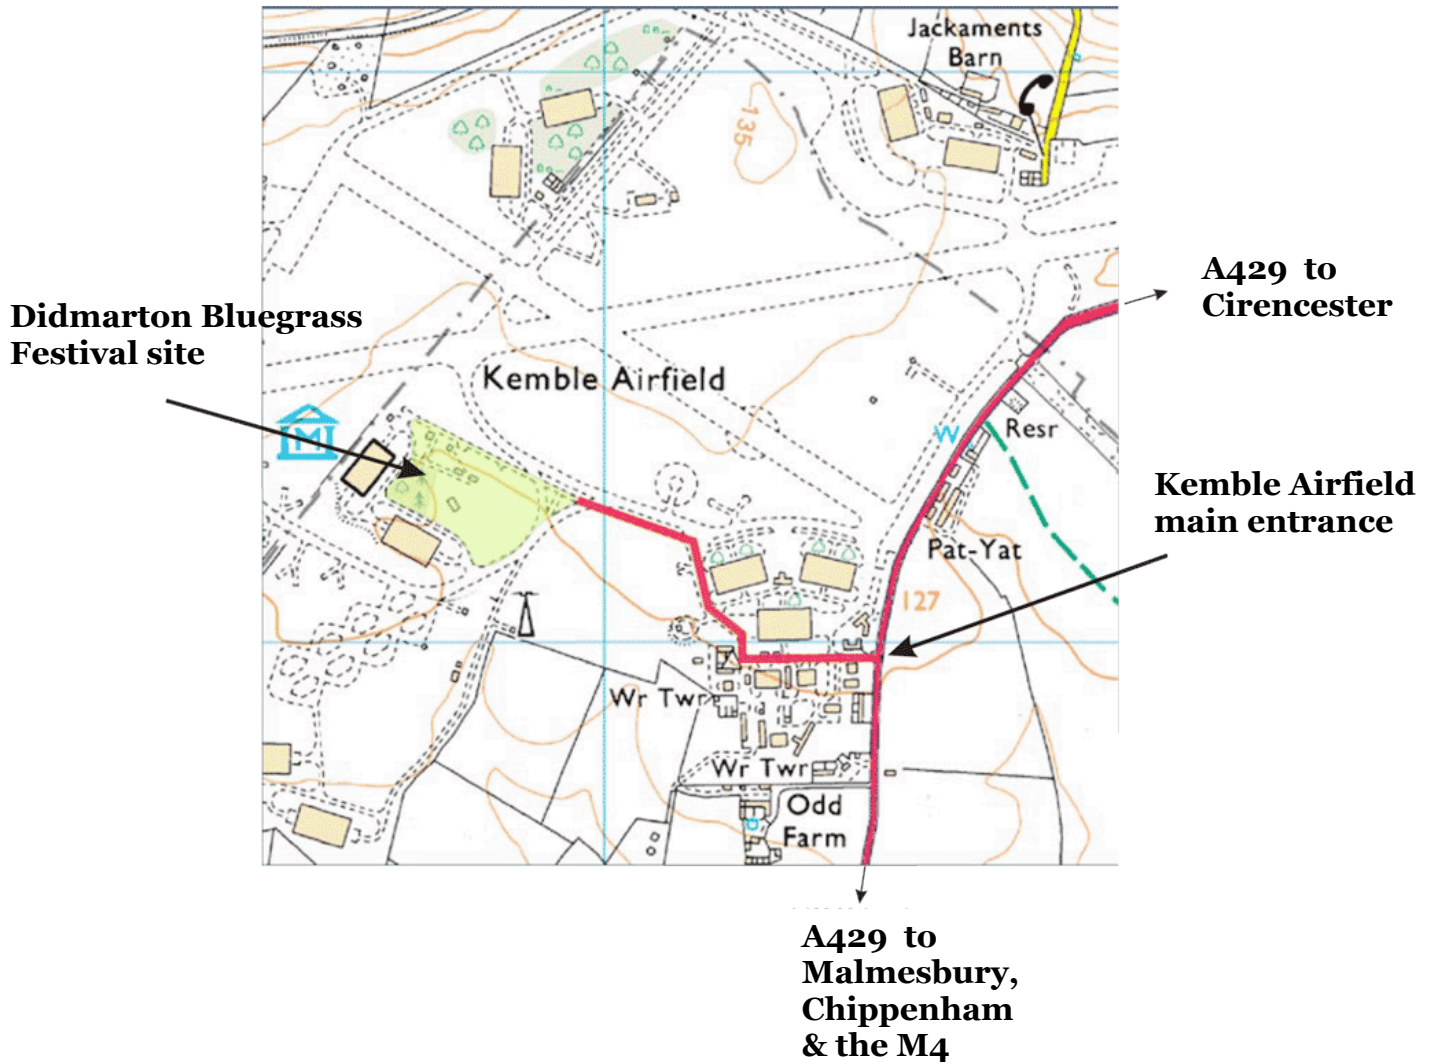 Jackaments
Barn
135
A429 to
Cirencester
Didmarton Bluegrass
Festival site
Kemble Airfield
M
W
Resr
Kemble Airfield
main entrance
Pat-Yat
127
Wr Twr
Wr Twr
Odd
Farm
A429 to
Malmesbury,
Chippenham
& the M4